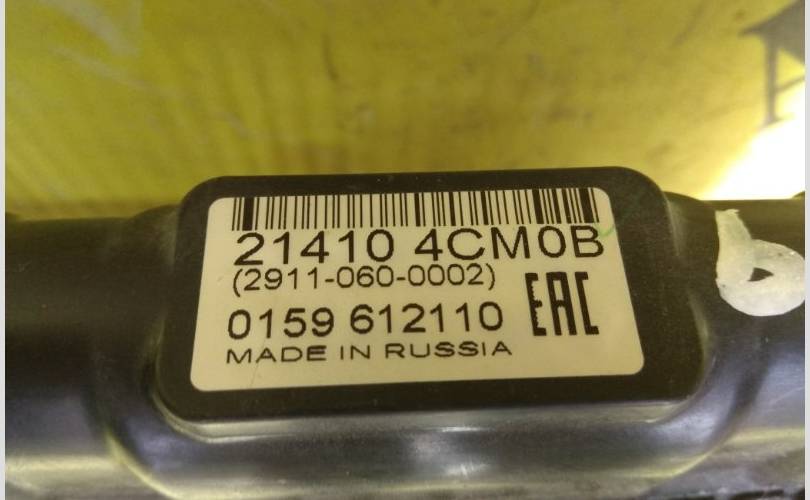 21410 4CM0B
(2911-060-0002)
0159 612110 EAC
MADE IN RUSSIA